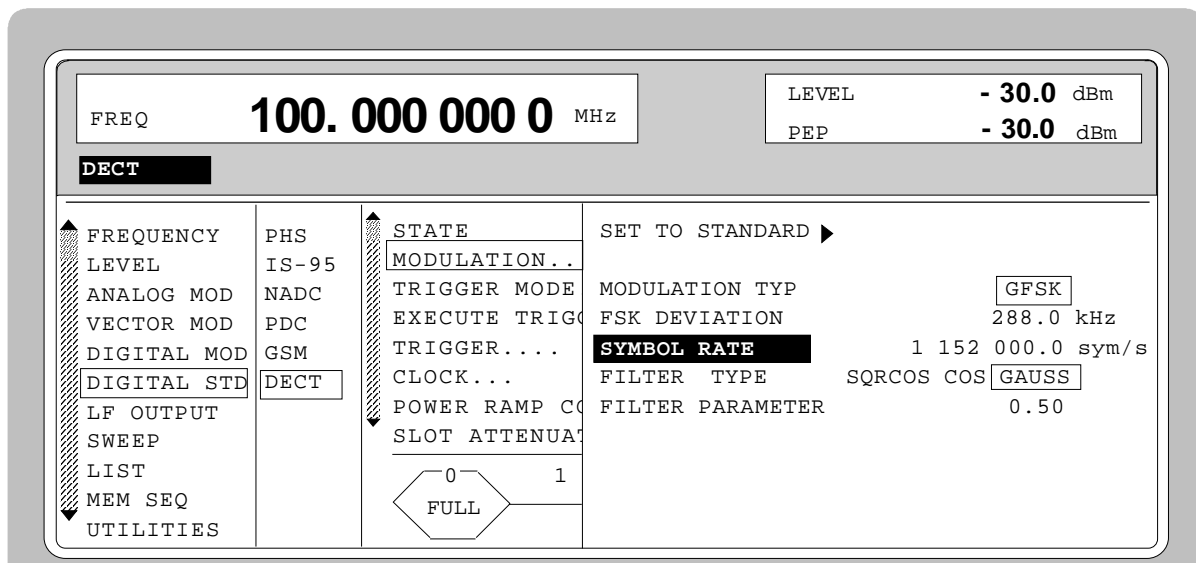 FREQ 100. 000 000 0 MHz
LEVEL - 30.0 dBm
PEP - 30.0 dBm
DECT
FREQUENCY
LEVEL
ANALOG MOD
VECTOR MOD
DIGITAL MOD
DIGITAL STD
LF OUTPUT
SWEEP
LIST
MEM SEQ
UTILITIES
PHS
IS-95
NADC
PDC
GSM
DECT
STATE
MODULATION..
TRIGGER MODE
EXECUTE TRIGG
TRIGGER....
CLOCK...
POWER RAMP CO
SLOT ATTENUAT
0 1
FULL
SET TO STANDARD
MODULATION TYP GFSK
FSK DEVIATION 288.0 kHz
SYMBOL RATE 1 152 000.0 sym/s
FILTER TYPE SQRCOS COS GAUSS
FILTER PARAMETER 0.50